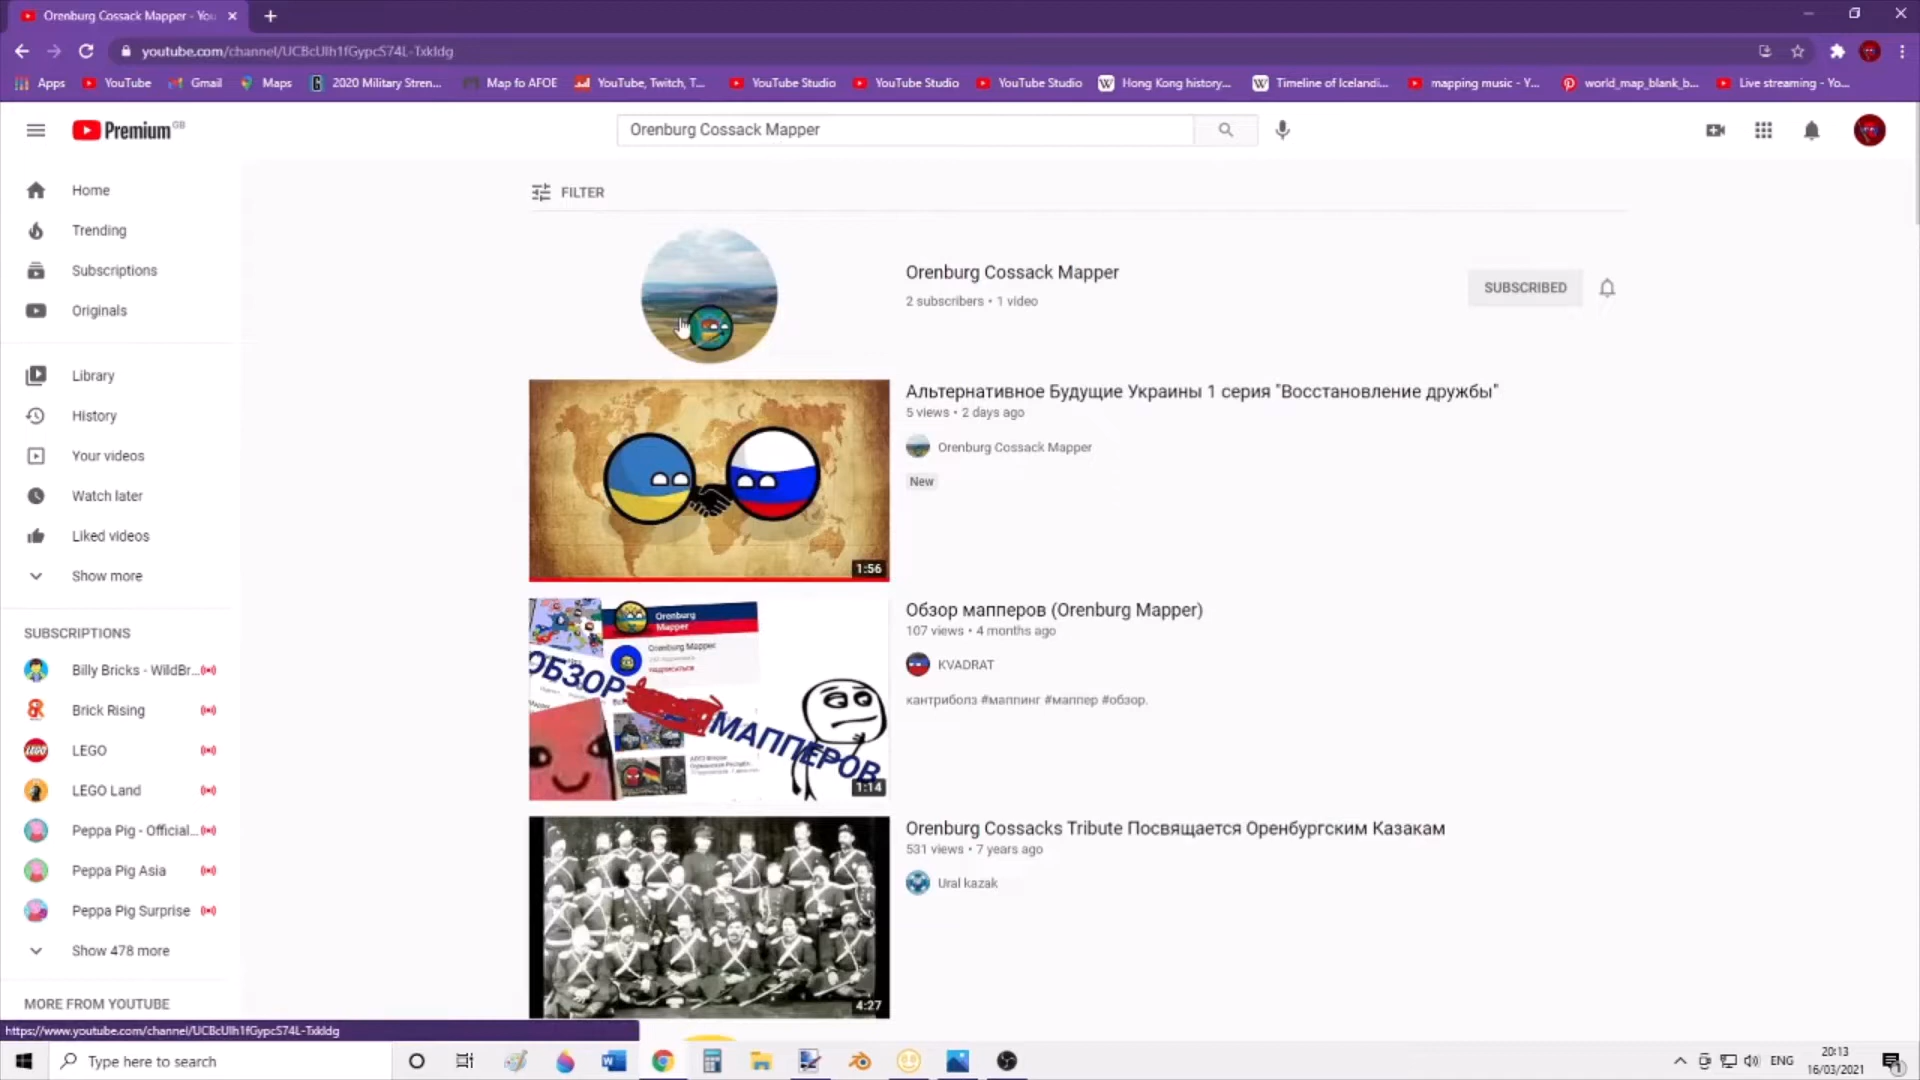 Orenburg Cossack Mapper - You
youtube.com/channel/UCBcUlh1fGypcS74L-Txkldg
Apps
YouTube
Gmail
Maps
2020 Military Stren...
Map fo AFOE
YouTube, Twitch, T...
YouTube Studio
YouTube Studio
YouTube Studio
Hong Kong history...
Timeline of Icelandi...
mapping music - Y...
world_map_blank_b...
Live streaming - Yo...
Premium GB
Orenburg Cossack Mapper
Home
Trending
Subscriptions
Originals
Library
History
Your videos
Watch later
Liked videos
Show more
SUBSCRIPTIONS
Billy Bricks - WildBr...
Brick Rising
LEGO
LEGO Land
Peppa Pig - Official...
Peppa Pig Asia
Peppa Pig Surprise
Show 478 more
MORE FROM YOUTUBE
FILTER
Orenburg Cossack Mapper
2 subscribers • 1 video
SUBSCRIBED
1:56
Альтернативное Будущие Украины 1 серия "Восстановление дружбы"
5 views • 2 days ago
Orenburg Cossack Mapper
New
Orenburg
Mapper
Orenburg Mapper
ОБЗОР
МАППЕРОВ
1:14
Обзор мапперов (Orenburg Mapper)
107 views • 4 months ago
KVADRAT
кантриболз #маппинг #маппер #обзор.
4:27
Orenburg Cossacks Tribute Посвящается Оренбургским Казакам
531 views • 7 years ago
Ural kazak
https://www.youtube.com/channel/UCBcUlh1fGypcS74L-Txkldg
Type here to search
ENG
20:13
16/03/2021